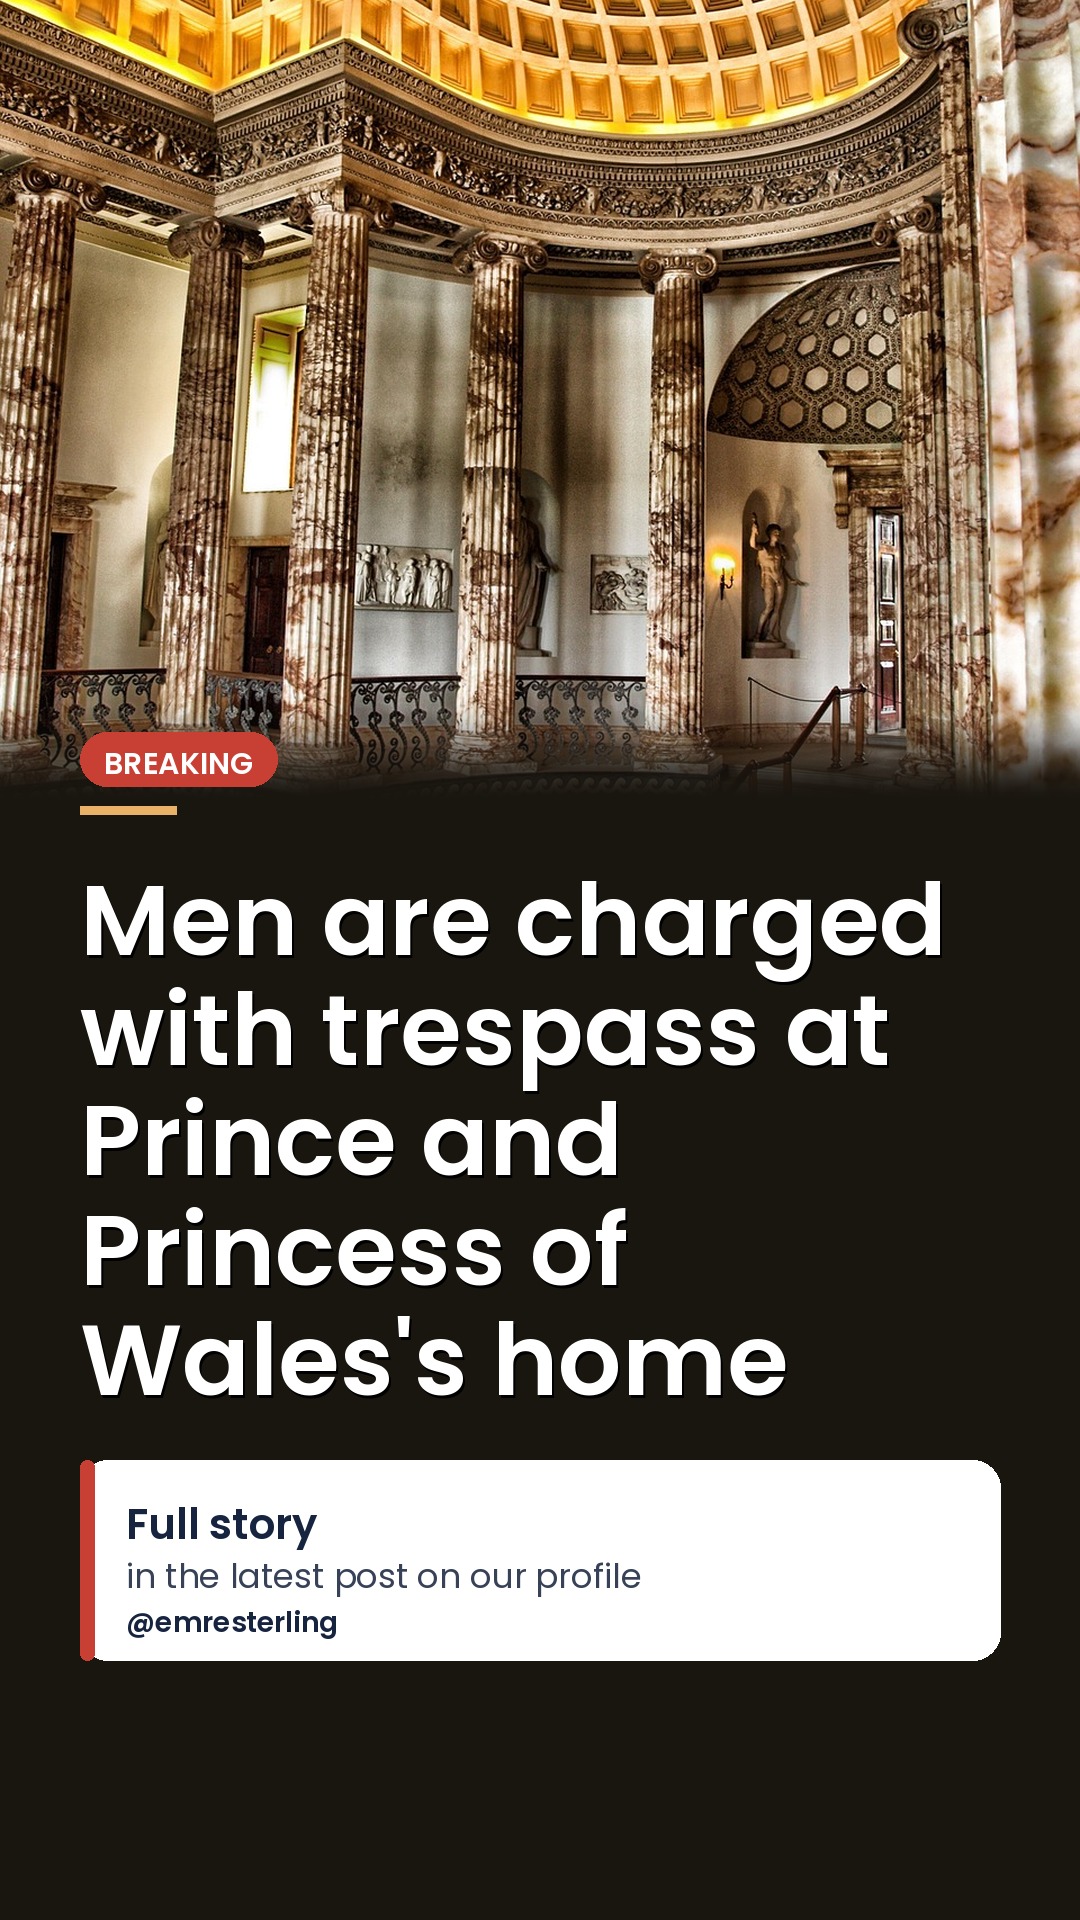 BREAKING
Men are charged
with trespass at
Prince and
Princess of
Wales's home
Full story
in the latest post on our profile
@emresterling